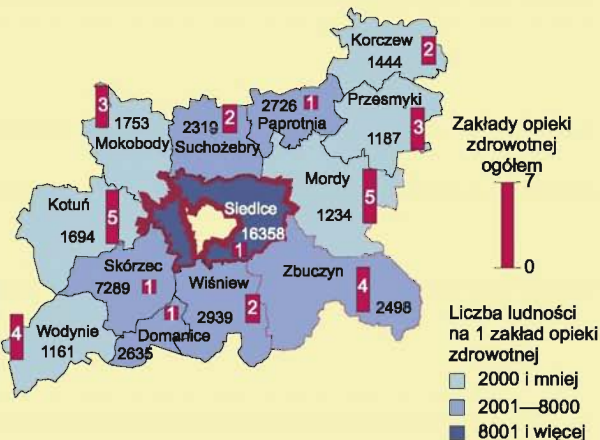 Korczew
1444
2
Przesmyki
1187
3
2726
1
Paprotnia
2319
2
Suchożebry
3
1753
Mokobody
Mordy
1234
5
Kotuń
1694
5
Siedlce
16358
1
Zbuczyn
4
2498
Skórzec
7289
1
Wiśniew
2939
2
1
Domanice
2635
4
Wodynie
1161
Zakłady opieki
zdrowotnej
ogółem
7
0
Liczba ludności
na 1 zakład opieki
zdrowotnej
2000 i mniej
2001—8000
8001 i więcej